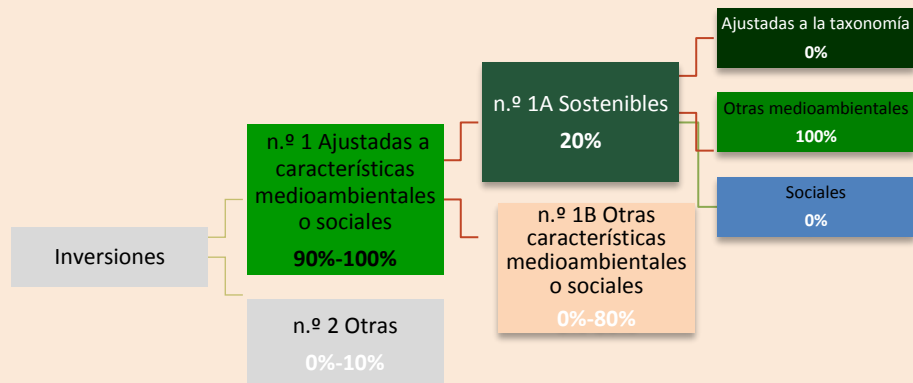 Inversiones
n.º 1 Ajustadas a
características
medioambientales
o sociales
90%-100%
n.º 2 Otras
0%-10%
n.º 1A Sostenibles
20%
n.º 1B Otras
características
medioambientales
o sociales
0%-80%
Ajustadas a la taxonomía
0%
Otras medioambientales
100%
Sociales
0%